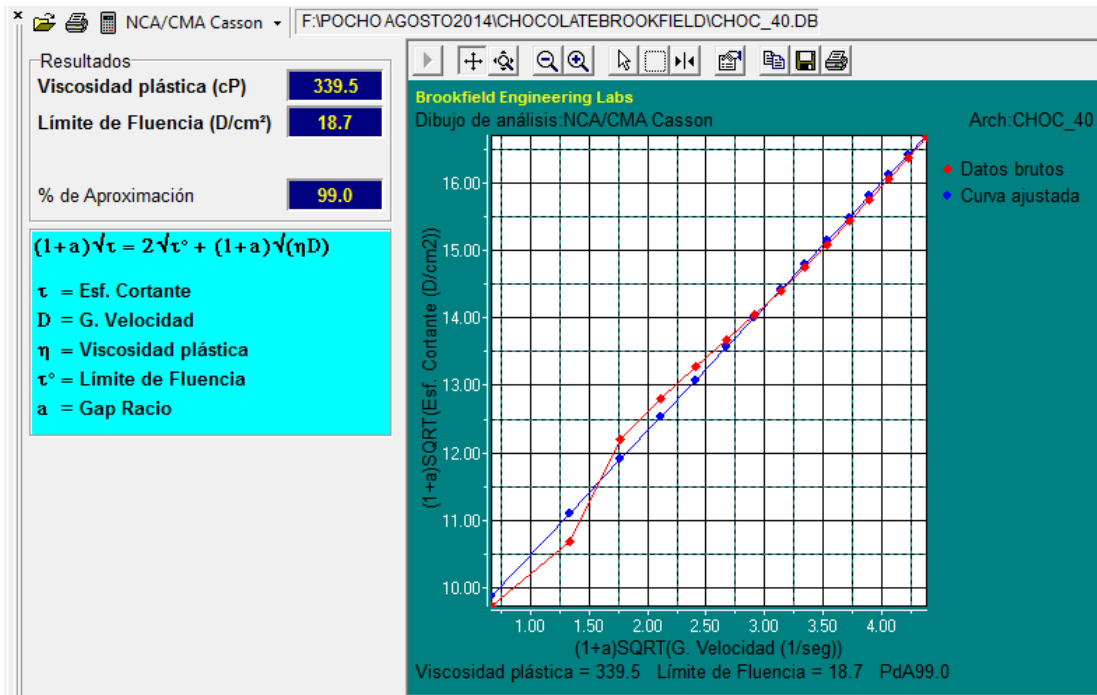 NCA/CMA Casson
F:\POCHO AGOSTO2014\CHOCOLATEBROOKFIELD\CHOC_40.DB
Resultados
Viscosidad plástica (cP) 339.5
Límite de Fluencia (D/cm²) 18.7
% de Aproximación 99.0
(1+a)√τ = 2√τ° + (1+a)√(ηD)
τ = Esf. Cortante
D = G. Velocidad
η = Viscosidad plástica
τ° = Límite de Fluencia
a = Gap Racio
Brookfield Engineering Labs
Dibujo de análisis:NCA/CMA Casson Arch:CHOC_40
Datos brutos
Curva ajustada
(1+a)SQRT(Esf. Cortante (D/cm2))
16.00
15.00
14.00
13.00
12.00
11.00
10.00
1.00 1.50 2.00 2.50 3.00 3.50 4.00
(1+a)SQRT(G. Velocidad (1/seg))
Viscosidad plástica = 339.5 Límite de Fluencia = 18.7 PdA99.0